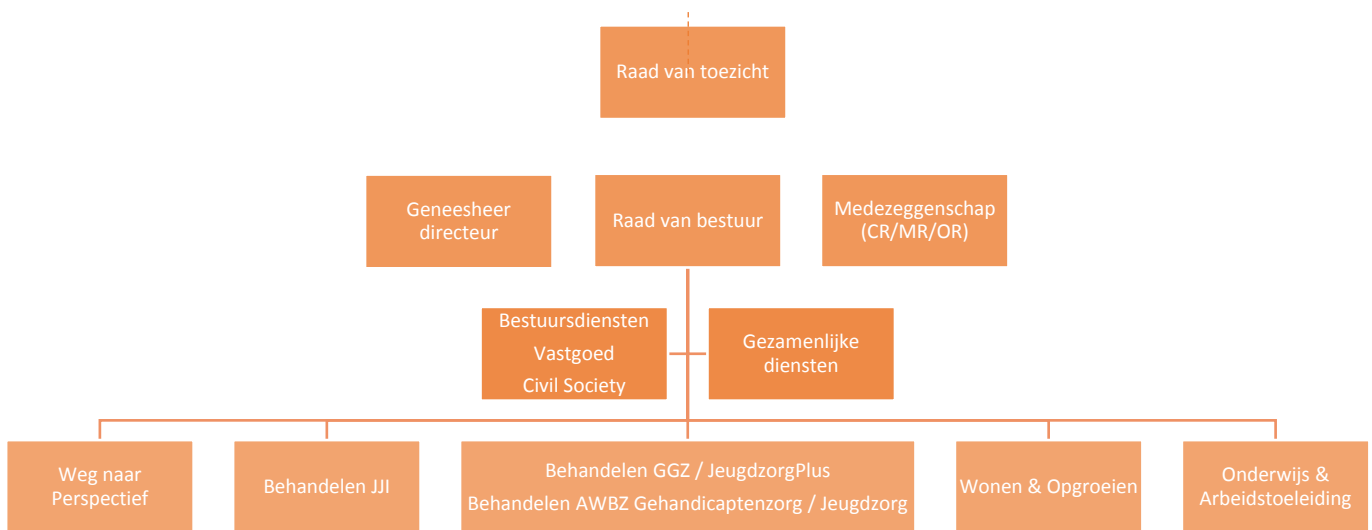 Raad van toezicht
Geneesheer
directeur
Raad van bestuur
Medezeggenschap
(CR/MR/OR)
Bestuursdiensten
Vastgoed
Civil Society
Gezamenlijke
diensten
Weg naar
Perspectief
Behandelen JJI
Behandelen GGZ / JeugdzorgPlus
Behandelen AWBZ Gehandicaptenzorg / Jeugdzorg
Wonen & Opgroeien
Onderwijs &
Arbeidstoeleiding